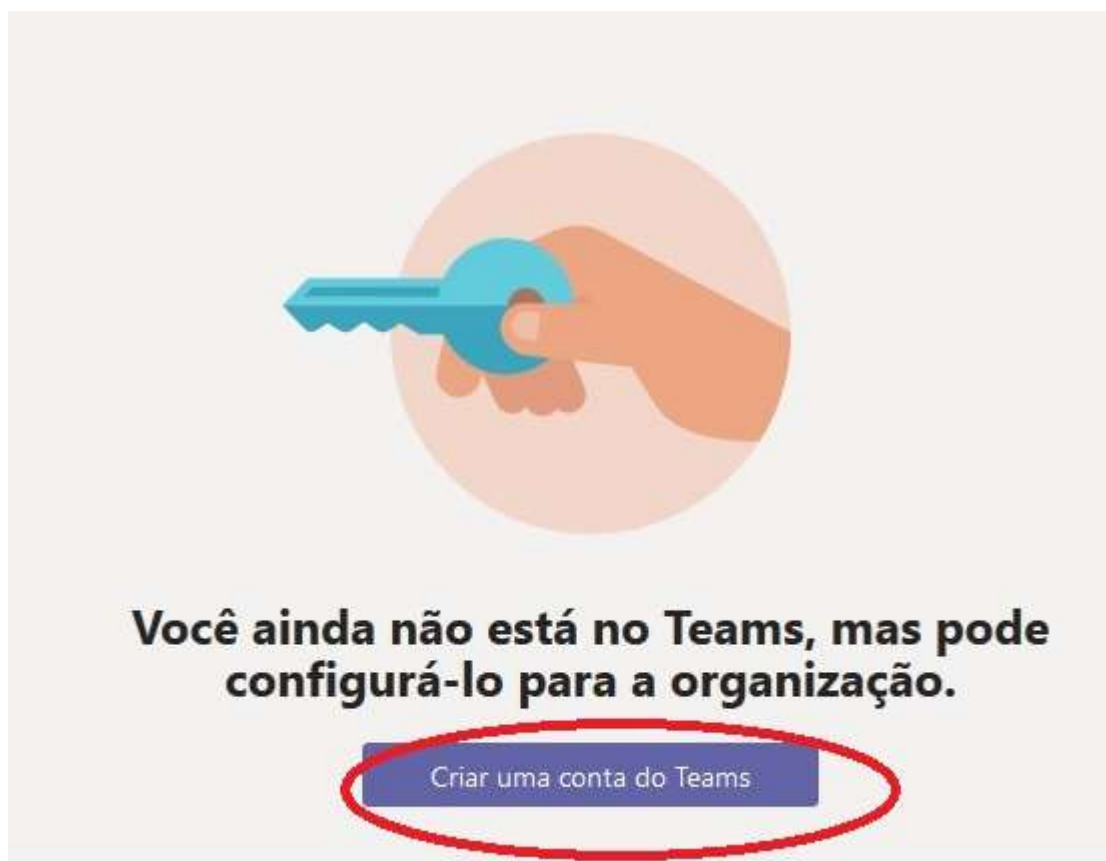 Você ainda não está no Teams, mas pode
configurá-lo para a organização.
Criar uma conta do Teams